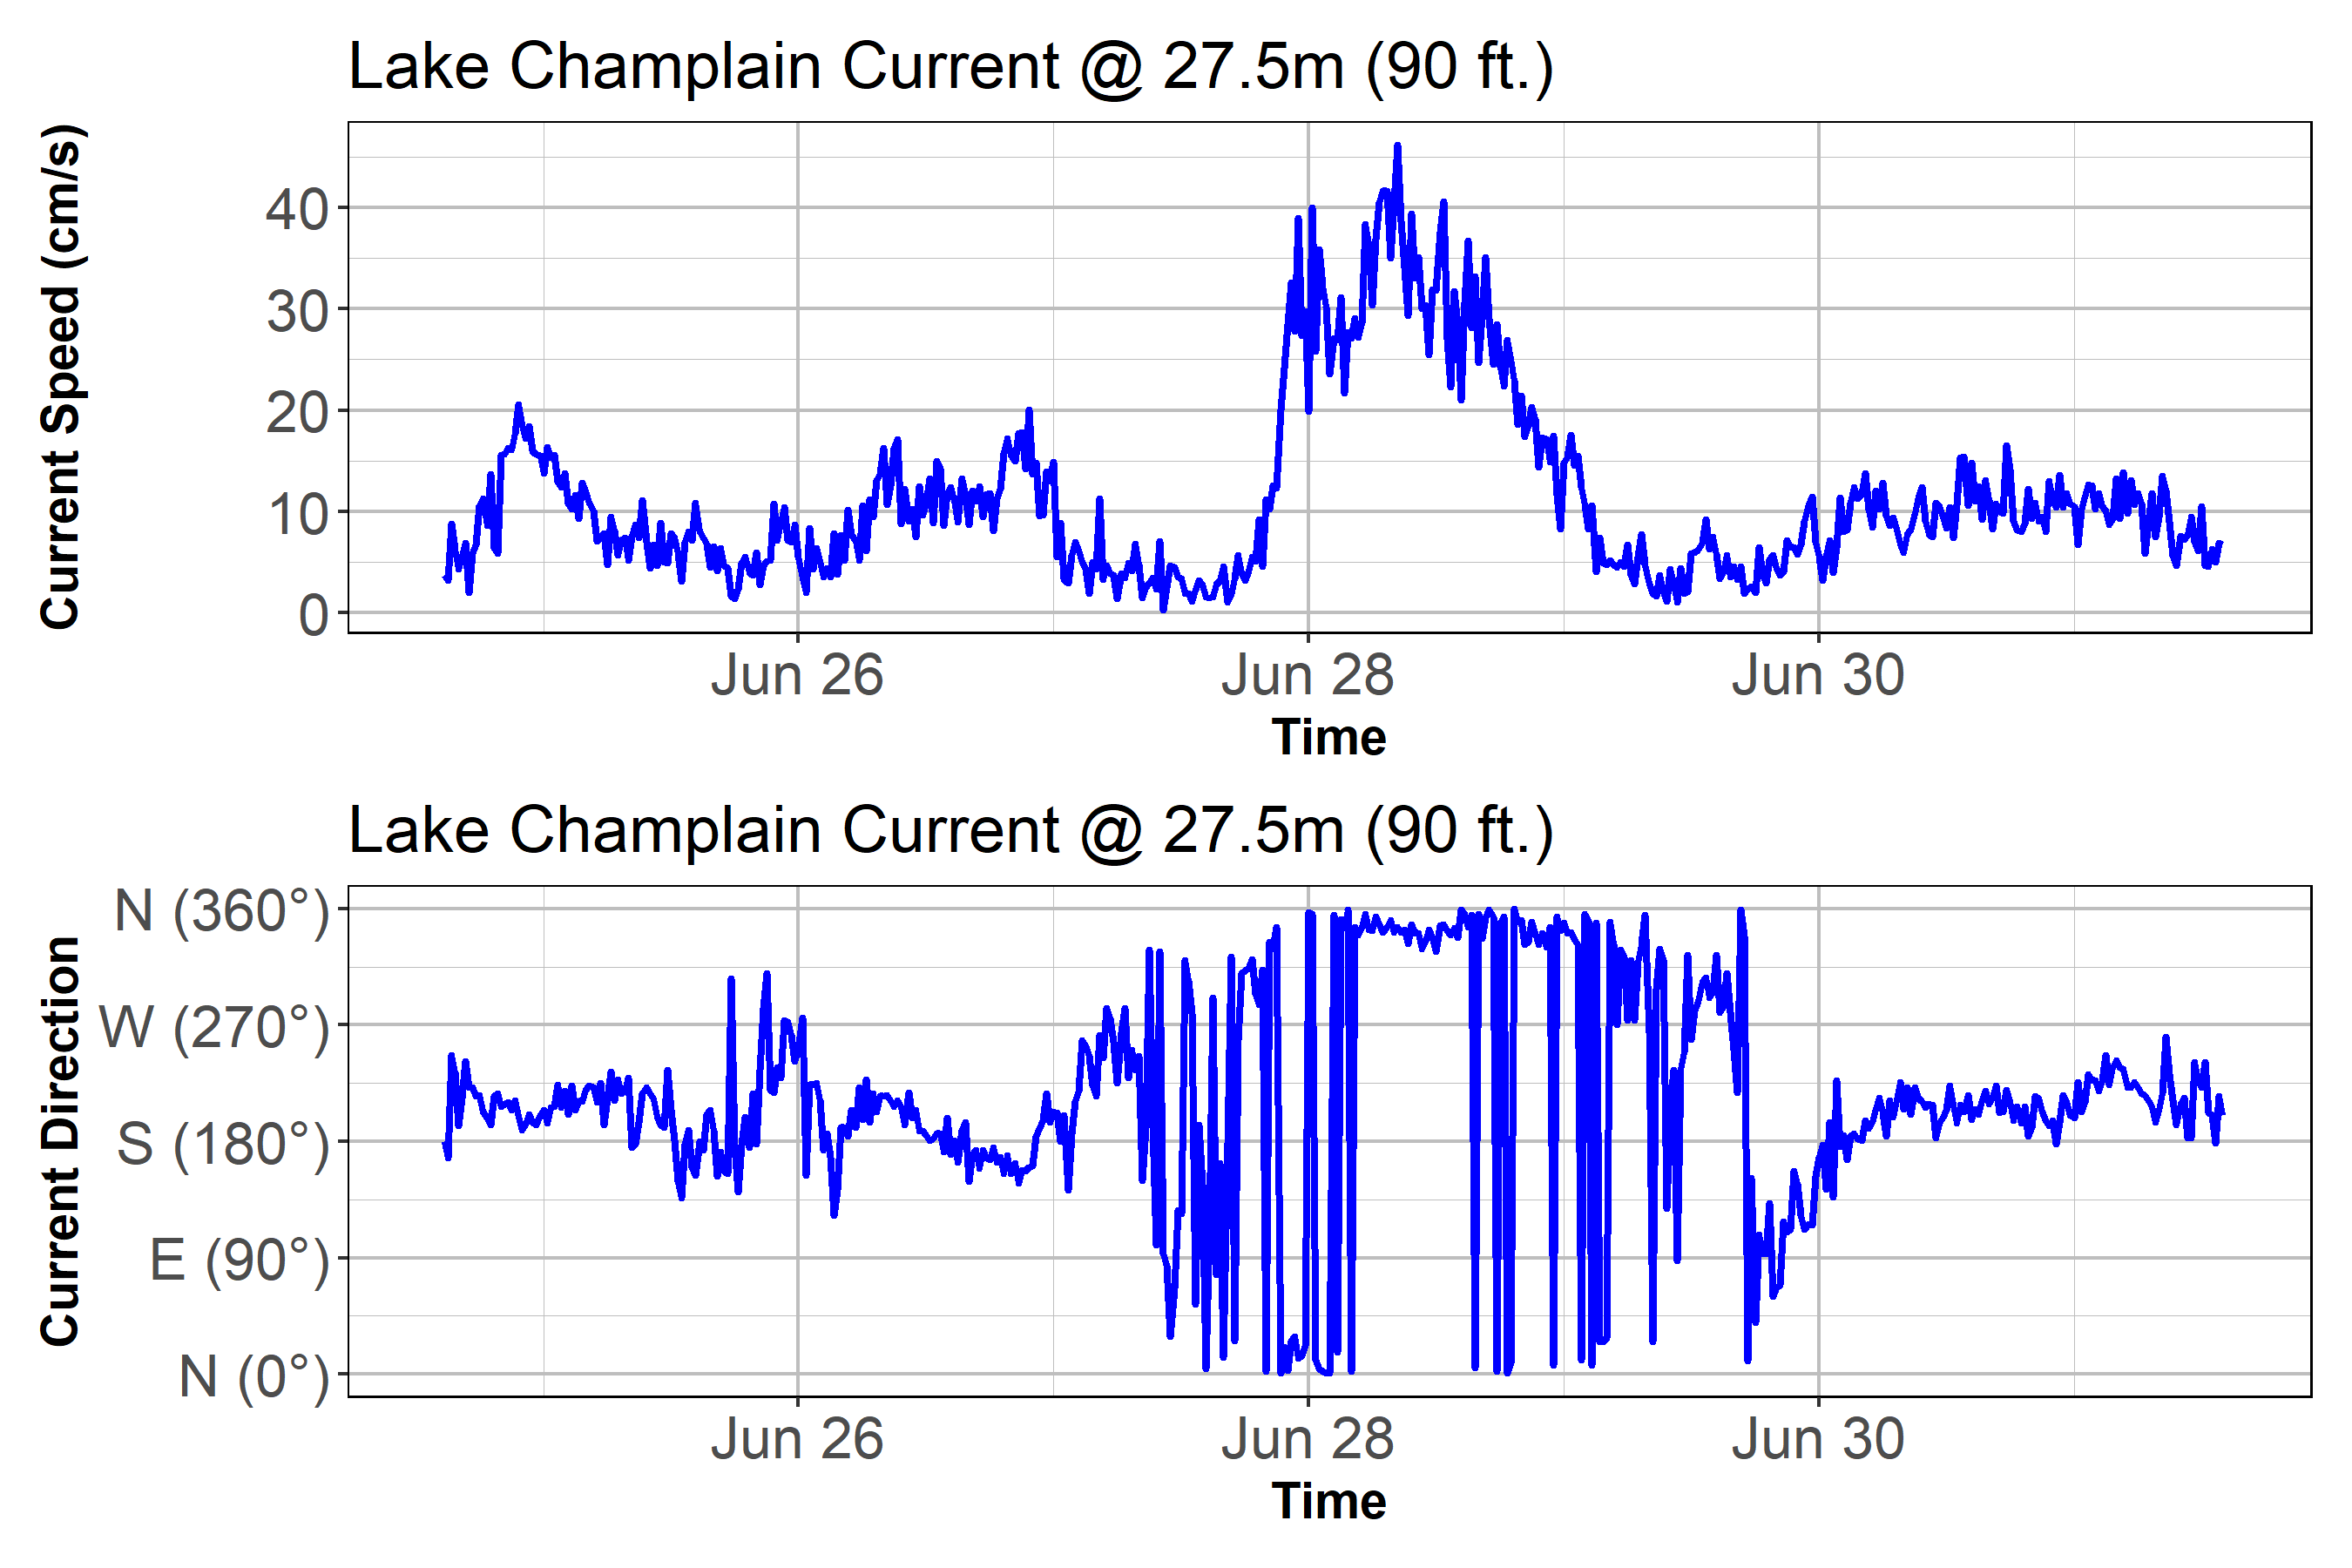 Lake Champlain Current @ 27.5m (90 ft.)
Current Speed (cm/s)
40
30
20
10
0
Jun 26 Jun 28 Jun 30
Time
Lake Champlain Current @ 27.5m (90 ft.)
Current Direction
N (360°)
W (270°)
S (180°)
E (90°)
N (0°)
Jun 26 Jun 28 Jun 30
Time